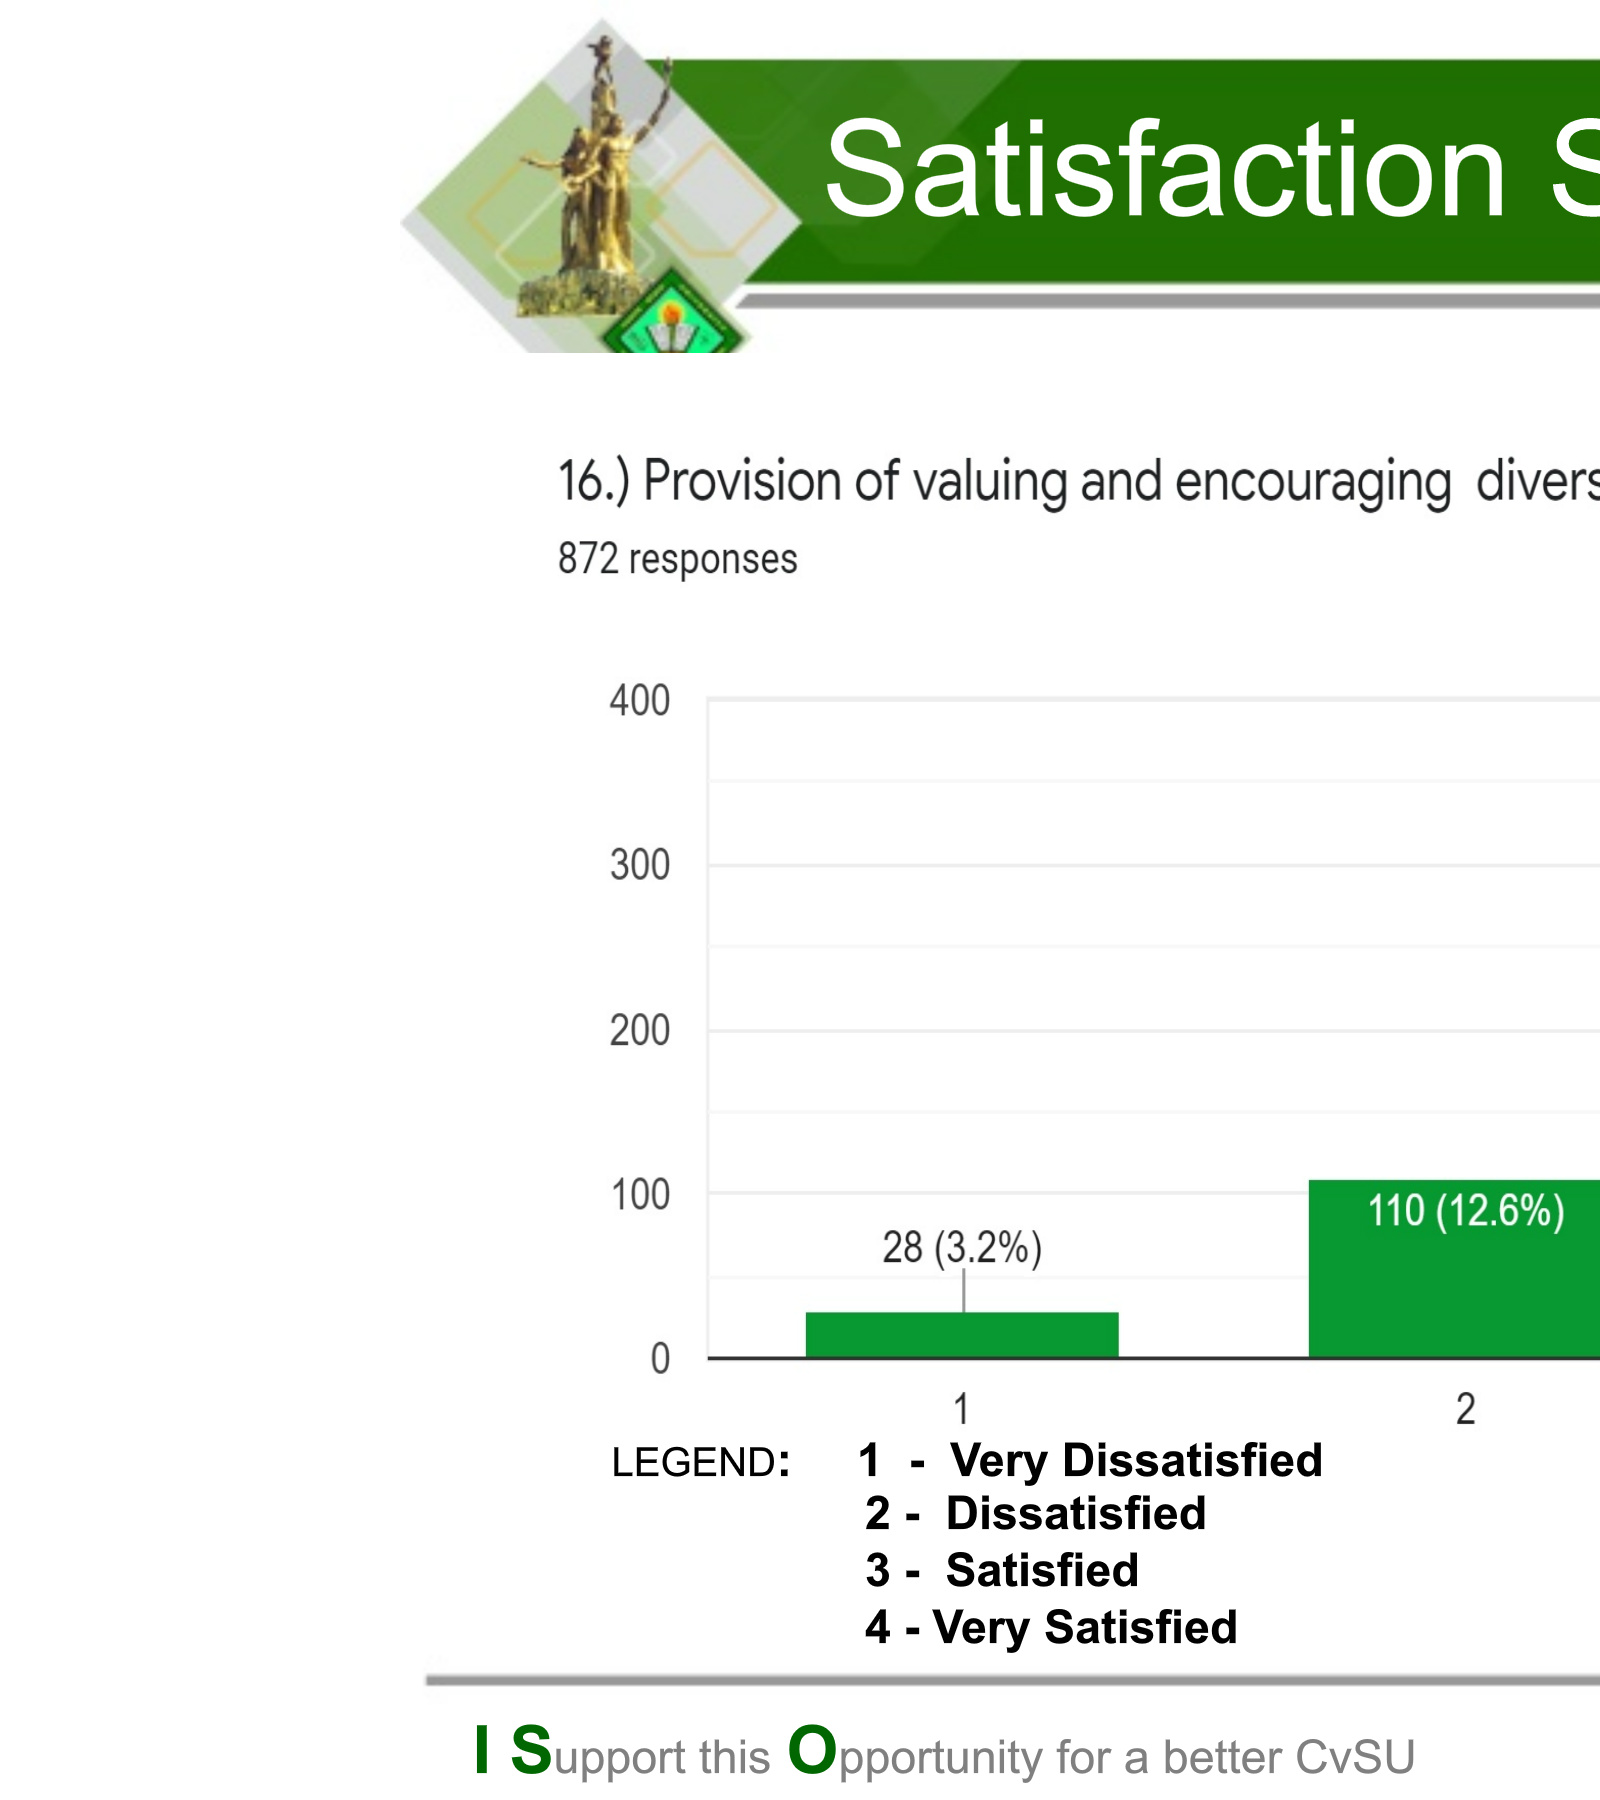 Satisfaction
16.) Provision of valuing and encouraging
872 responses
400
300
200
100
0
28 (3.2%)
110 (12.6%)
1
2
LEGEND: 1 - Very Dissatisfied
2 - Dissatisfied
3 - Satisfied
4 - Very Satisfied
I Support this Opportunity for a better CvSU